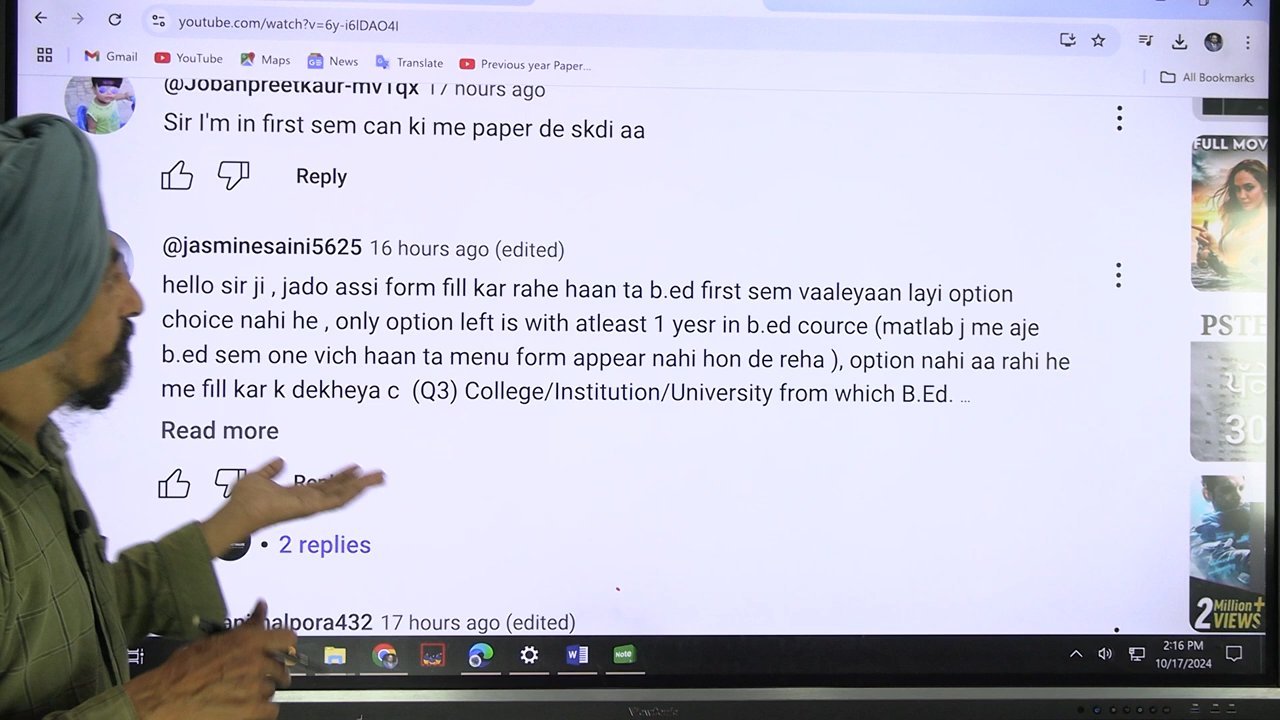 youtube.com/watch?v=6y-i6lDAO4I
Gmail
YouTube
Maps
News
Translate
Previous year Paper...
All Bookmarks
@Jobanpreetkaur-mv1qx 17 hours ago
Sir I'm in first sem can ki me paper de skdi aa
Reply
@jasminesaini5625 16 hours ago (edited)
hello sir ji , jado assi form fill kar rahe haan ta b.ed first sem vaaleyaan layi option
choice nahi he , only option left is with atleast 1 yesr in b.ed cource (matlab j me aje
b.ed sem one vich haan ta menu form appear nahi hon de reha ), option nahi aa rahi he
me fill kar k dekheya c (Q3) College/Institution/University from which B.Ed. ...
Read more
2 replies
17 hours ago (edited)
FULL MOV
PSTE
30
2 Million+
VIEWS
Note
2:16 PM
10/17/2024
ViewSonic